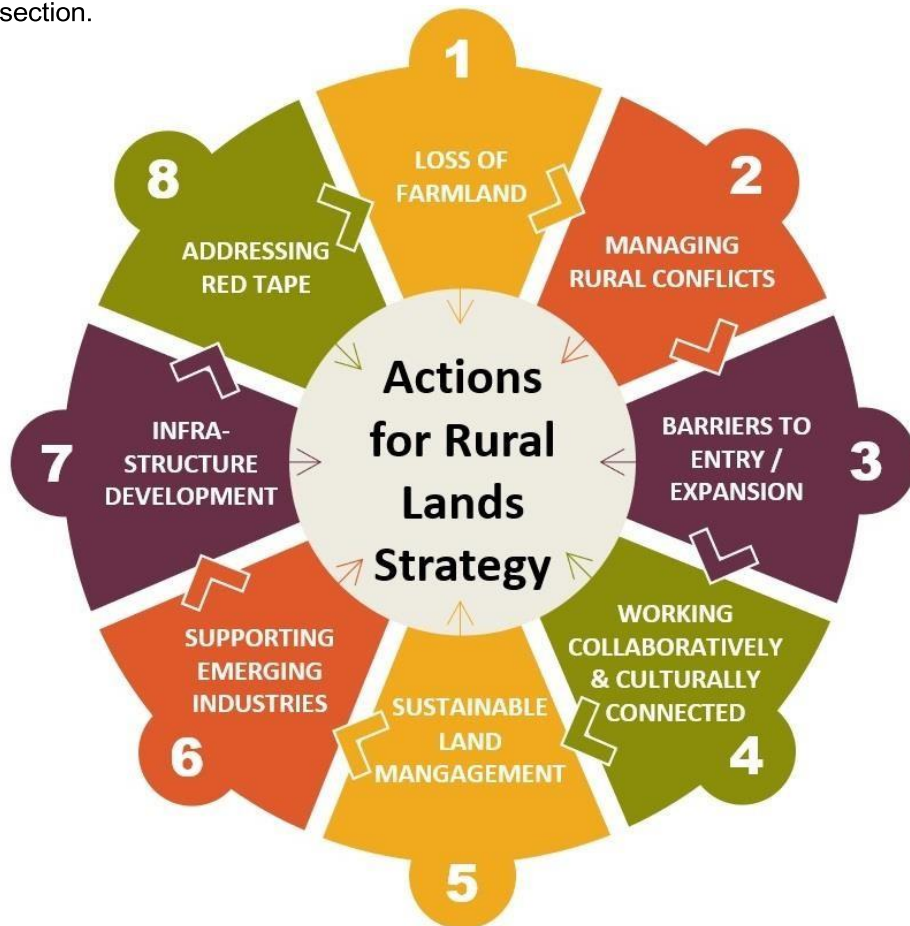 section.
1
LOSS OF
FARMLAND
2
MANAGING
RURAL CONFLICTS
3
BARRIERS TO
ENTRY /
EXPANSION
4
WORKING
COLLABORATIVELY
& CULTURALLY
CONNECTED
5
SUSTAINABLE
LAND
MANGAGEMENT
6
SUPPORTING
EMERGING
INDUSTRIES
7
INFRA-
STRUCTURE
DEVELOPMENT
8
ADDRESSING
RED TAPE
Actions
for Rural
Lands
Strategy